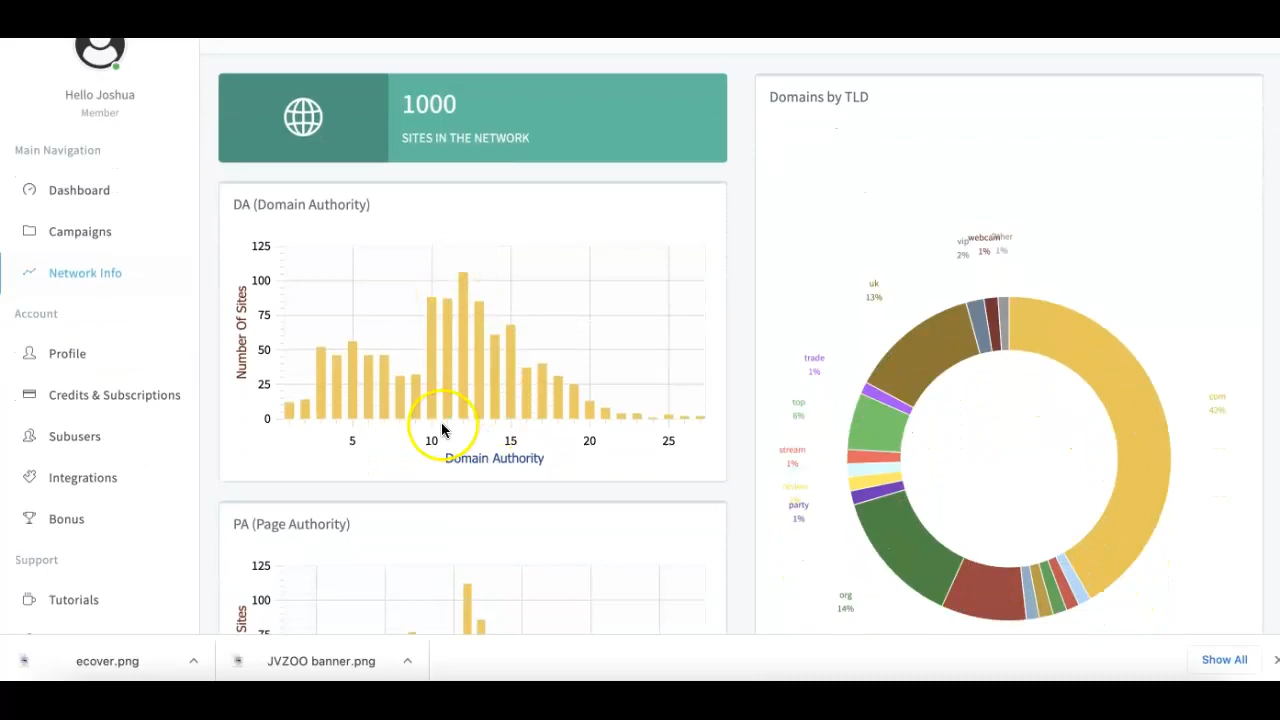 Hello Joshua
Member
Main Navigation
Dashboard
Campaigns
Network Info
Account
Profile
Credits & Subscriptions
Subusers
Integrations
Bonus
Support
Tutorials
1000
SITES IN THE NETWORK
DA (Domain Authority)
125
100
75
50
25
0
Number Of Sites
5 10 15 20 25
Domain Authority
PA (Page Authority)
125
100
75
Sites
Domains by TLD
vip
2%
webcam
1%
1%
uk
13%
trade
1%
top
6%
stream
1%
party
1%
org
14%
com
42%
ecover.png
JVZOO banner.png
Show All